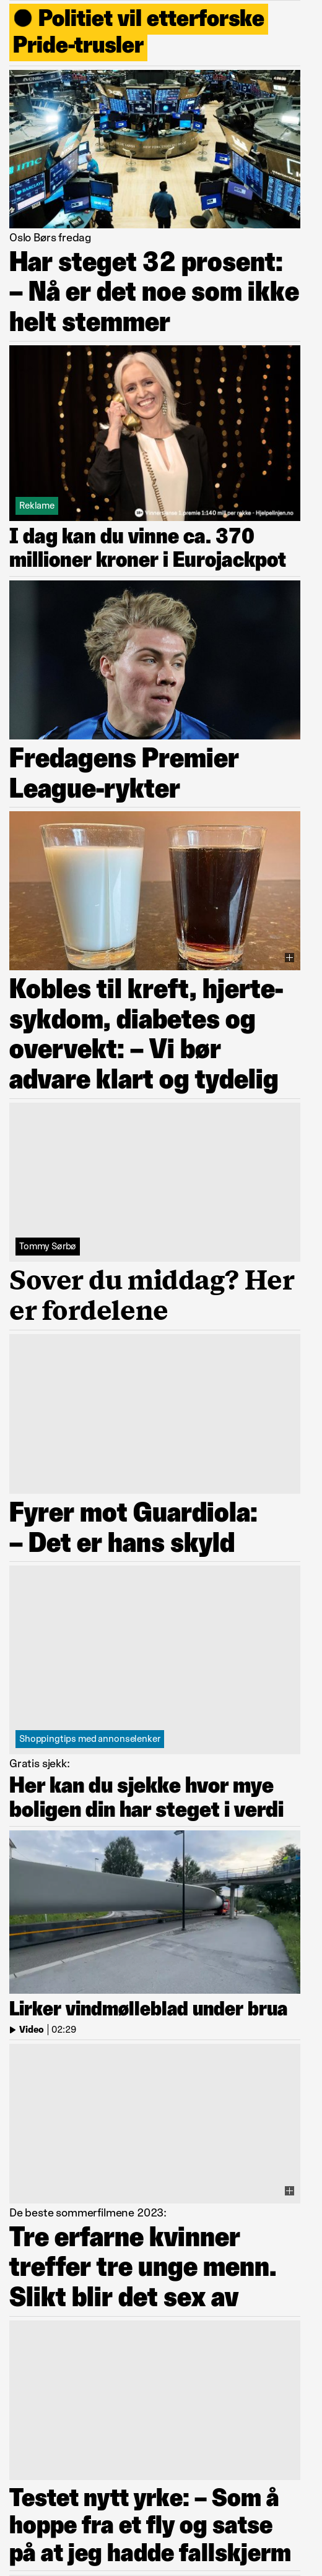 ● Politiet vil etterforske
Pride-trusler
Oslo Børs fredag
Har steget 32 prosent:
– Nå er det noe som ikke
helt stemmer
Reklame
Hjelpelinjen.no
I dag kan du vinne ca. 370
millioner kroner i Eurojackpot
Fredagens Premier
League-rykter
Kobles til kreft, hjerte-
sykdom, diabetes og
overvekt: – Vi bør
advare klart og tydelig
Tommy Sørbø
Sover du middag? Her
er fordelene
Fyrer mot Guardiola:
– Det er hans skyld
Shoppingtips med annonselenker
Gratis sjekk:
Her kan du sjekke hvor mye
boligen din har steget i verdi
Lirker vindmølleblad under brua
Video | 02:29
De beste sommerfilmene 2023:
Tre erfarne kvinner
treffer tre unge menn.
Slikt blir det sex av
Testet nytt yrke: – Som å
hoppe fra et fly og satse
på at jeg hadde fallskjerm